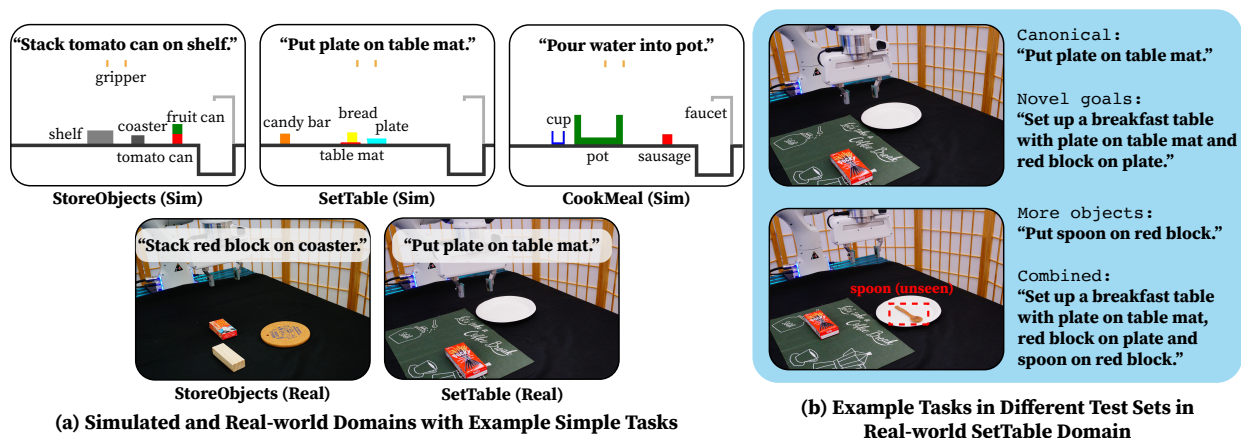 “Stack tomato can on shelf.”
gripper
shelf
coaster
fruit can
tomato can
StoreObjects (Sim)
“Put plate on table mat.”
candy bar
bread
plate
table mat
SetTable (Sim)
“Pour water into pot.”
cup
faucet
pot
sausage
CookMeal (Sim)
“Stack red block on coaster.”
StoreObjects (Real)
“Put plate on table mat.”
SetTable (Real)
(a) Simulated and Real-world Domains with Example Simple Tasks
Canonical:
“Put plate on table mat.”
Novel goals:
“Set up a breakfast table
with plate on table mat and
red block on plate.”
More objects:
“Put spoon on red block.”
Combined:
“Set up a breakfast table
with plate on table mat,
red block on plate and
spoon on red block.”
spoon (unseen)
Coffee Break
(b) Example Tasks in Different Test Sets in
Real-world SetTable Domain